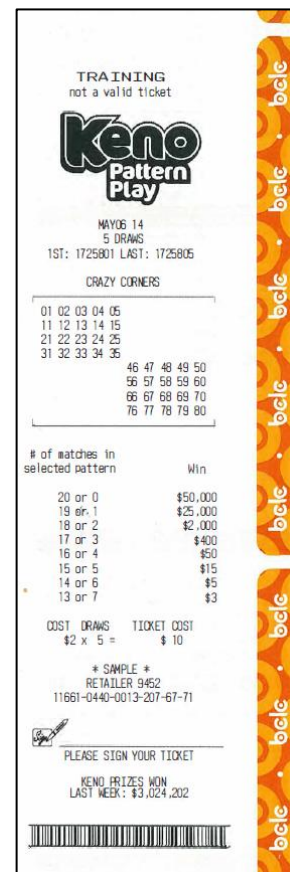 TRAINING
not a valid ticket
Keno
Pattern
Play
MAY06 14
5 DRAWS
1ST: 1725801 LAST: 1725805
CRAZY CORNERS
01 02 03 04 05
11 12 13 14 15
21 22 23 24 25
31 32 33 34 35
46 47 48 49 50
56 57 58 59 60
66 67 68 69 70
76 77 78 79 80
# of matches in
selected pattern Win
20 or 0 $50,000
19 or 1 $25,000
18 or 2 $2,000
17 or 3 $400
16 or 4 $50
15 or 5 $15
14 or 6 $5
13 or 7 $3
COST DRAWS TICKET COST
$2 x 5 = $ 10
* SAMPLE *
RETAILER 9452
11661-0440-0013-207-67-71
PLEASE SIGN YOUR TICKET
KENO PRIZES WON
LAST WEEK: $3,024,202
bclc
bclc
bclc
bclc
bclc
bclc
bclc
bclc